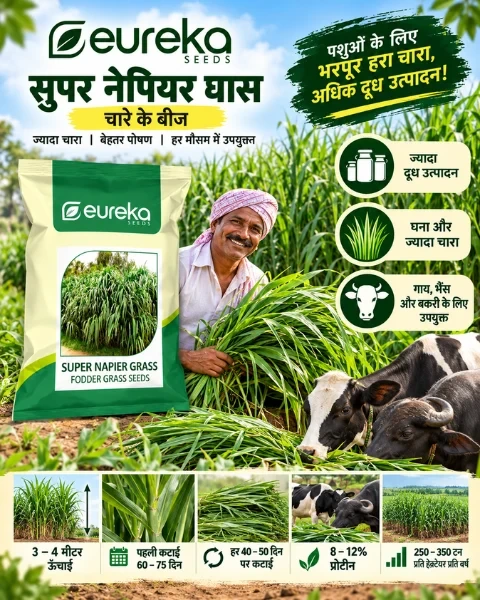 eureka
SEEDS
सुपर नेपियर घास
चारे के बीज
ज्यादा चारा | बेहतर पोषण | हर मौसम में उपयुक्त
पशुओं के लिए
भरपूर हरा चारा,
अधिक दूध उत्पादन!
ज्यादा
दूध उत्पादन
घना और
ज्यादा चारा
गाय, भैंस
और बकरी के लिए
उपयुक्त
eureka
SEEDS
SUPER NAPIER GRASS
FODDER GRASS SEEDS
3 – 4 मीटर
ऊंचाई
पहली कटाई
60 – 75 दिन
हर 40 – 50 दिन
पर कटाई
8 – 12%
प्रोटीन
250 – 350 टन
प्रति हेक्टेयर प्रति वर्ष